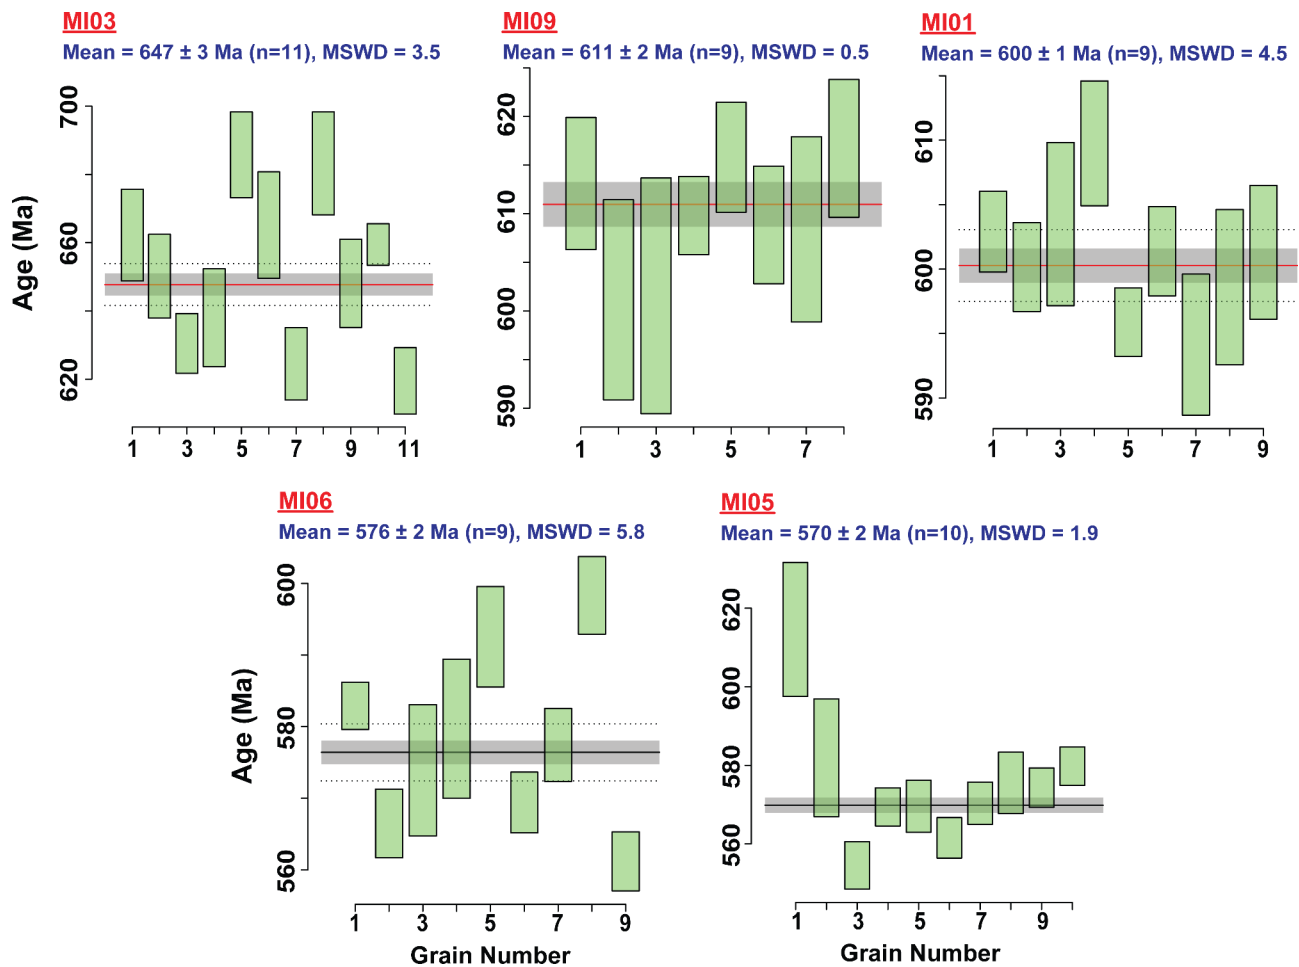 MI03
Mean = 647 ± 3 Ma (n=11), MSWD = 3.5
Age (Ma)
700
660
620
1 3 5 7 9 11
MI09
Mean = 611 ± 2 Ma (n=9), MSWD = 0.5
620
610
600
590
1 3 5 7
MI01
Mean = 600 ± 1 Ma (n=9), MSWD = 4.5
610
600
590
1 3 5 7 9
MI06
Mean = 576 ± 2 Ma (n=9), MSWD = 5.8
Age (Ma)
600
580
560
1 3 5 7 9
Grain Number
MI05
Mean = 570 ± 2 Ma (n=10), MSWD = 1.9
620
600
580
560
1 3 5 7 9
Grain Number